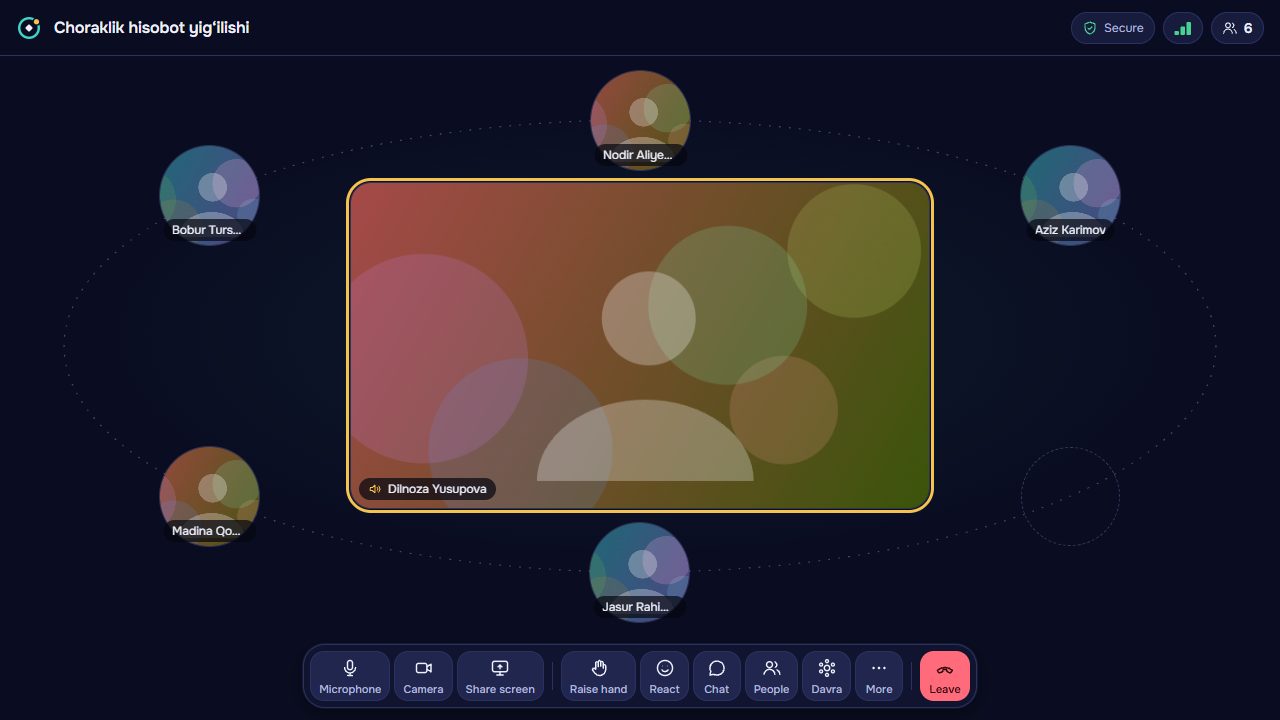 Choraklik hisobot yig‘ilishi
Secure
6
Nodir Aliye...
Bobur Turs...
Aziz Karimov
Dilnoza Yusupova
Madina Qo...
Jasur Rahi...
Microphone
Camera
Share screen
Raise hand
React
Chat
People
Davra
More
Leave